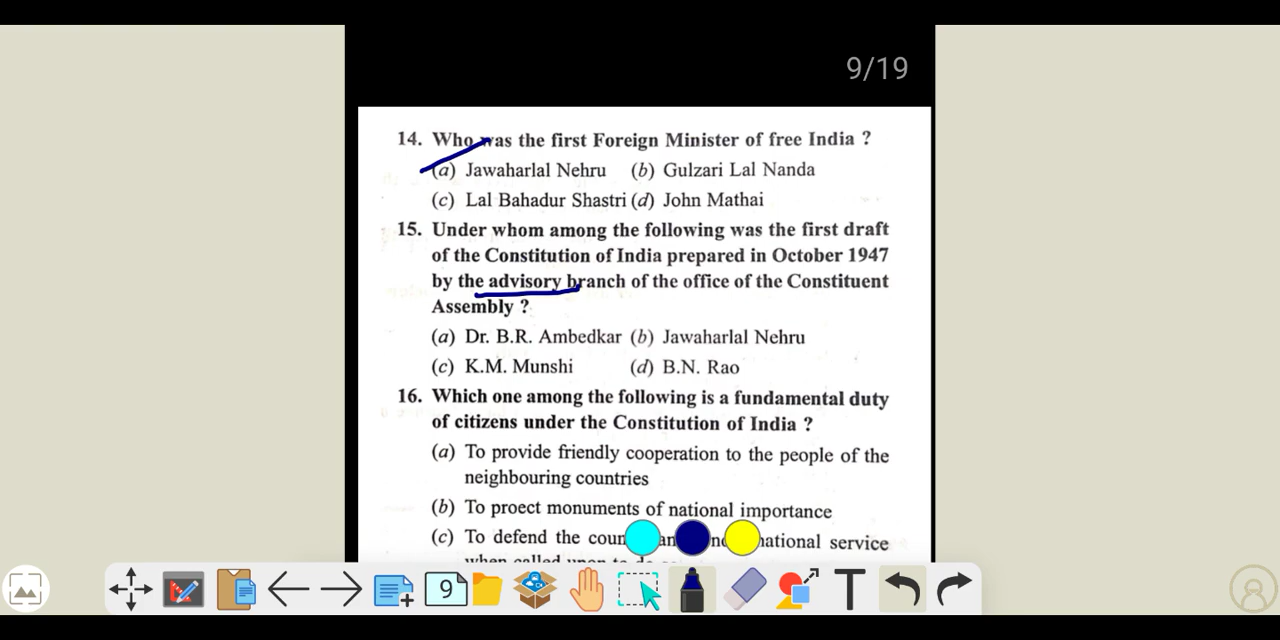 9/19
14. Who was the first Foreign Minister of free India ?
(a) Jawaharlal Nehru (b) Gulzari Lal Nanda
(c) Lal Bahadur Shastri (d) John Mathai
15. Under whom among the following was the first draft
of the Constitution of India prepared in October 1947
by the advisory branch of the office of the Constituent
Assembly ?
(a) Dr. B.R. Ambedkar (b) Jawaharlal Nehru
(c) K.M. Munshi (d) B.N. Rao
16. Which one among the following is a fundamental duty
of citizens under the Constitution of India ?
(a) To provide friendly cooperation to the people of the
neighbouring countries
(b) To proect monuments of national importance
(c) To defend the national service
9
T